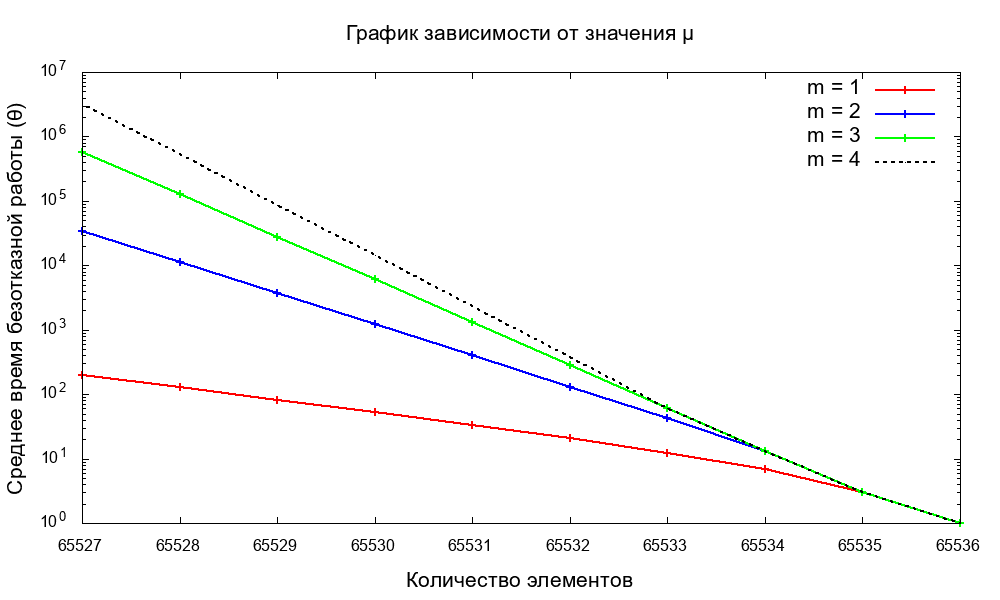 График зависимости от значения μ
Среднее время безотказной работы (θ)
10^7
10^6
10^5
10^4
10^3
10^2
10^1
10^0
m = 1
m = 2
m = 3
m = 4
65527 65528 65529 65530 65531 65532 65533 65534 65535 65536
Количество элементов